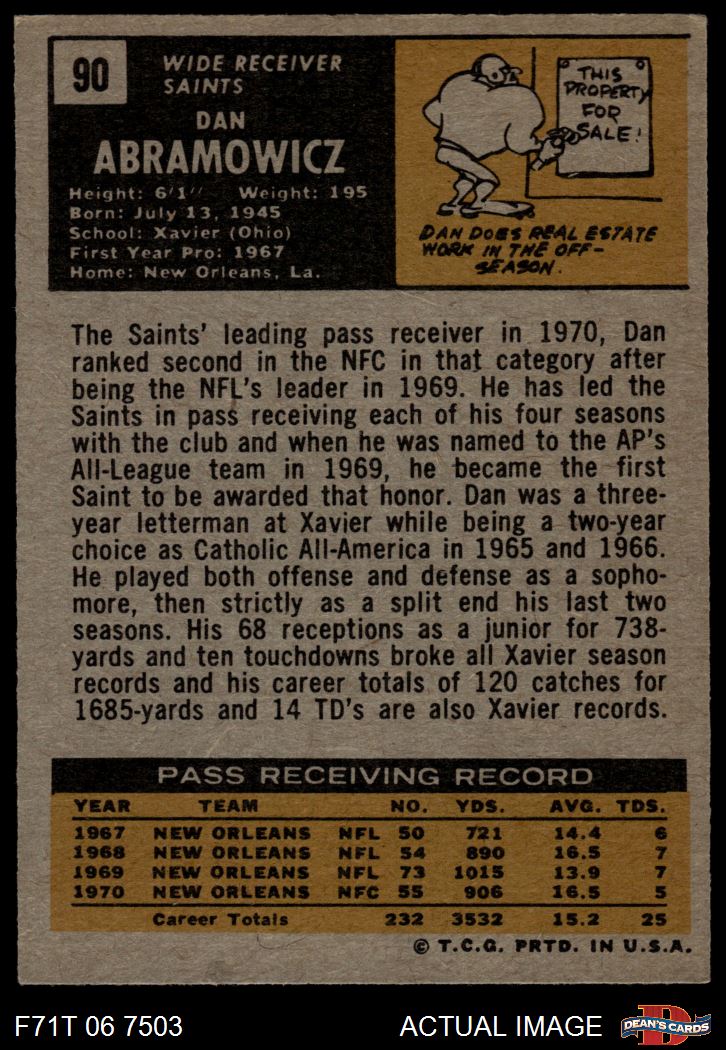 90
WIDE RECEIVER
SAINTS
DAN
ABRAMOWICZ
Height: 6'1" Weight: 195
Born: July 13, 1945
School: Xavier (Ohio)
First Year Pro: 1967
Home: New Orleans, La.
THIS
PROPERTY
FOR
SALE!
DAN DOES REAL ESTATE
WORK IN THE OFF-
SEASON.
The Saints' leading pass receiver in 1970, Dan
ranked second in the NFC in that category after
being the NFL's leader in 1969. He has led the
Saints in pass receiving each of his four seasons
with the club and when he was named to the AP's
All-League team in 1969, he became the first
Saint to be awarded that honor. Dan was a three-
year letterman at Xavier while being a two-year
choice as Catholic All-America in 1965 and 1966.
He played both offense and defense as a sopho-
more, then strictly as a split end his last two
seasons. His 68 receptions as a junior for 738-
yards and ten touchdowns broke all Xavier season
records and his career totals of 120 catches for
1685-yards and 14 TD's are also Xavier records.
PASS RECEIVING RECORD
YEAR TEAM NO. YDS. AVG. TDS.
1967 NEW ORLEANS NFL 50 721 14.4 6
1968 NEW ORLEANS NFL 54 890 16.5 7
1969 NEW ORLEANS NFL 73 1015 13.9 7
1970 NEW ORLEANS NFC 55 906 16.5 5
Career Totals 232 3532 15.2 25
© T.C.G. PRTD. IN U.S.A.
F71T 06 7503 ACTUAL IMAGE
D
DEAN'S CARDS